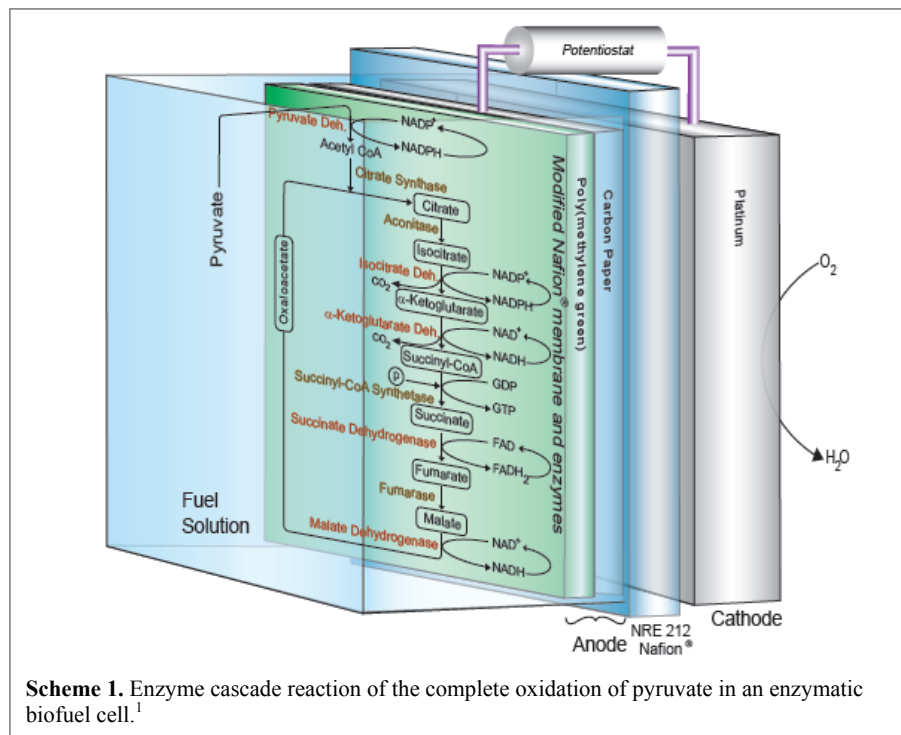 Potentiostat
Pyruvate Deh.
NADP⁺
NADPH
Acetyl CoA
Citrate Synthase
Citrate
Aconitase
Isocitrate
Isocitrate Deh.
NADP⁺
CO₂
NADPH
α-Ketoglutarate
α-Ketoglutarate Deh.
NAD⁺
CO₂
NADH
Succinyl-CoA
P
GDP
Succinyl-CoA Synthetase
GTP
Succinate
Succinate Dehydrogenase
FAD
FADH₂
Fumarate
Fumarase
Malate
Malate Dehydrogenase
NAD⁺
NADH
Oxaloacetate
Pyruvate
Fuel
Solution
Modified Nafion® membrane and enzymes
Poly(methylene green)
Carbon Paper
Platinum
O₂
H₂O
Anode
NRE 212
Nafion®
Cathode
Scheme 1. Enzyme cascade reaction of the complete oxidation of pyruvate in an enzymatic
biofuel cell.¹